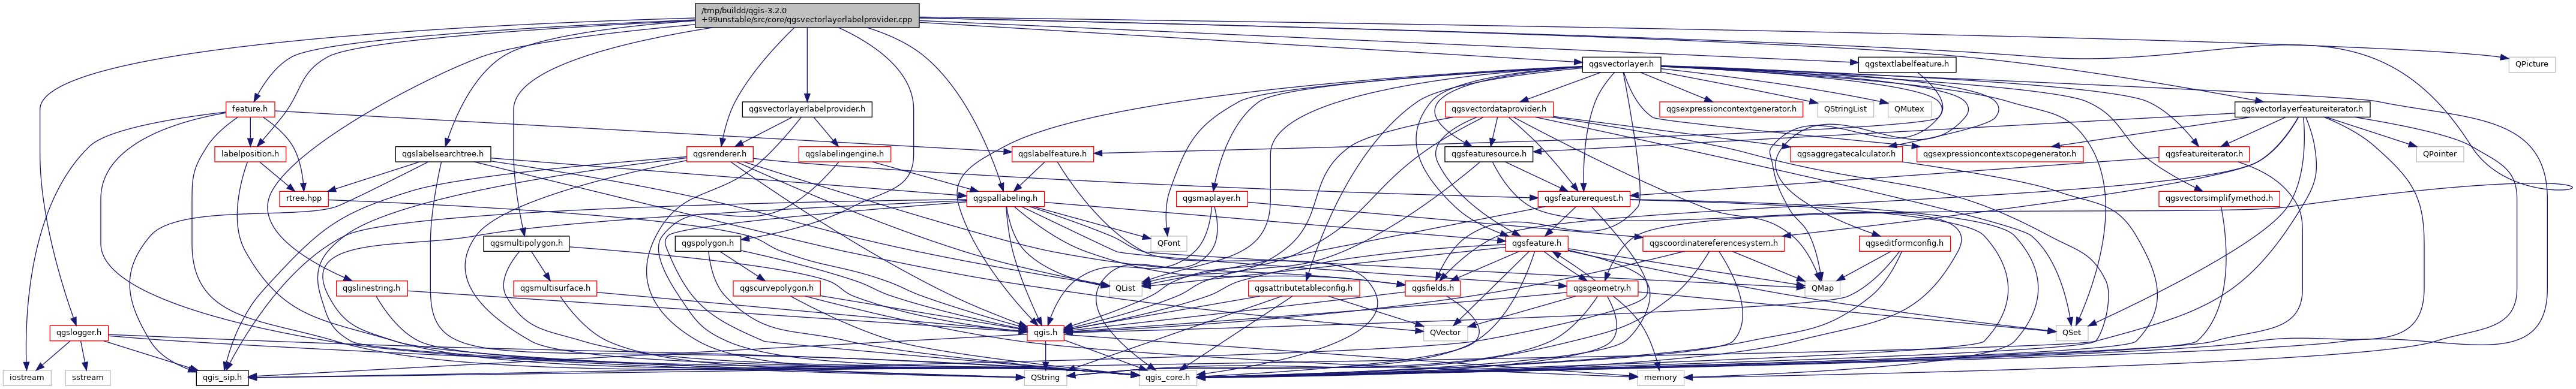 /tmp/buildd/qgis-3.2.0
+99unstable/src/core/qgsvectorlayerlabelprovider.cpp
qgsvectorlayer.h
qgstextlabelfeature.h
QPicture
feature.h
qgsvectorlayerlabelprovider.h
qgsvectordataprovider.h
qgsexpressioncontextgenerator.h
QStringList
QMutex
qgsvectorlayerfeatureiterator.h
labelposition.h
qgslabelsearchtree.h
qgsrenderer.h
qgslabelingengine.h
qgslabelfeature.h
qgsfeaturesource.h
qgsaggregatecalculator.h
qgsexpressioncontextscopegenerator.h
qgsfeatureiterator.h
QPointer
rtree.hpp
qgspallabeling.h
qgsmaplayer.h
qgsfeaturerequest.h
qgsvectorsimplifymethod.h
qgsmultipolygon.h
qgspolygon.h
QFont
qgsfeature.h
qgscoordinatereferencesystem.h
qgseditformconfig.h
qgslinestring.h
qgsmultisurface.h
qgscurvepolygon.h
QList
qgsattributetableconfig.h
qgsfields.h
qgsgeometry.h
QMap
qgslogger.h
qgis.h
QVector
QSet
iostream
sstream
qgis_sip.h
QString
qgis_core.h
memory